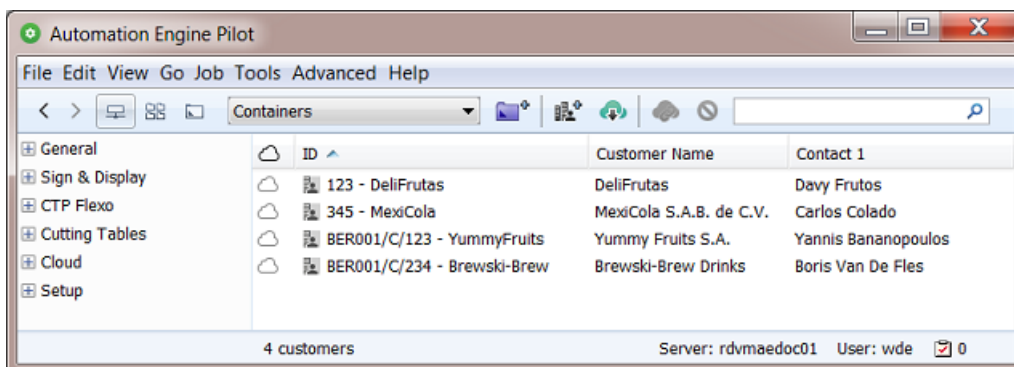 Automation Engine Pilot
File Edit View Go Job Tools Advanced Help
Containers
General
Sign & Display
CTP Flexo
Cutting Tables
Cloud
Setup
ID Customer Name Contact 1
123 - DeliFrutas DeliFrutas Davy Frutos
345 - MexiCola MexiCola S.A.B. de C.V. Carlos Colado
BER001/C/123 - YummyFruits Yummy Fruits S.A. Yannis Bananopoulos
BER001/C/234 - Brewski-Brew Brewski-Brew Drinks Boris Van De Fles
4 customers Server: rdvmaedoc01 User: wde 0